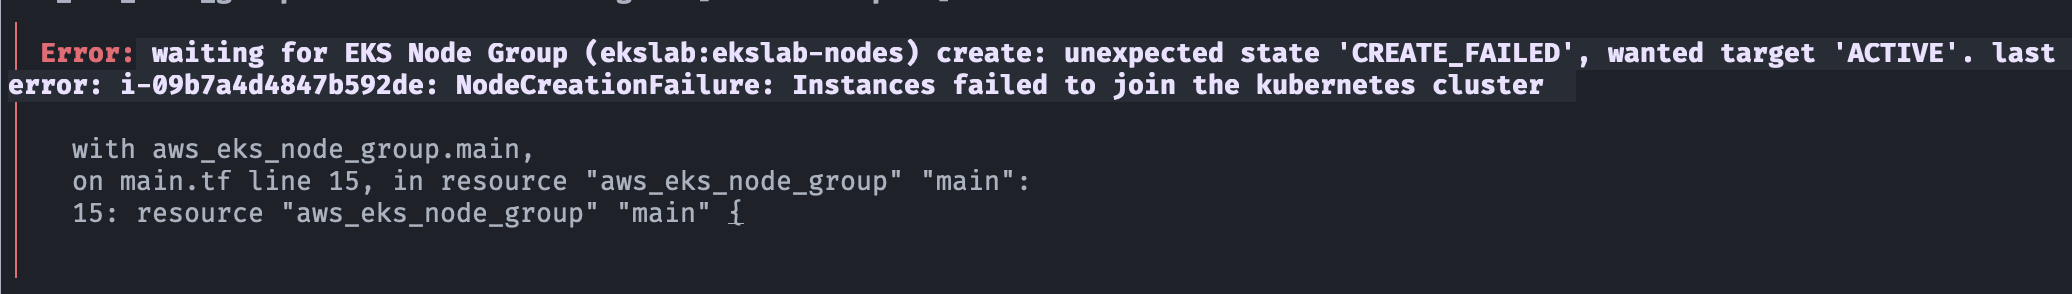 Error: waiting for EKS Node Group (ekslab:ekslab-nodes) create: unexpected state 'CREATE_FAILED', wanted target 'ACTIVE'. last
error: i-09b7a4d4847b592de: NodeCreationFailure: Instances failed to join the kubernetes cluster
with aws_eks_node_group.main,
on main.tf line 15, in resource "aws_eks_node_group" "main":
15: resource "aws_eks_node_group" "main" {